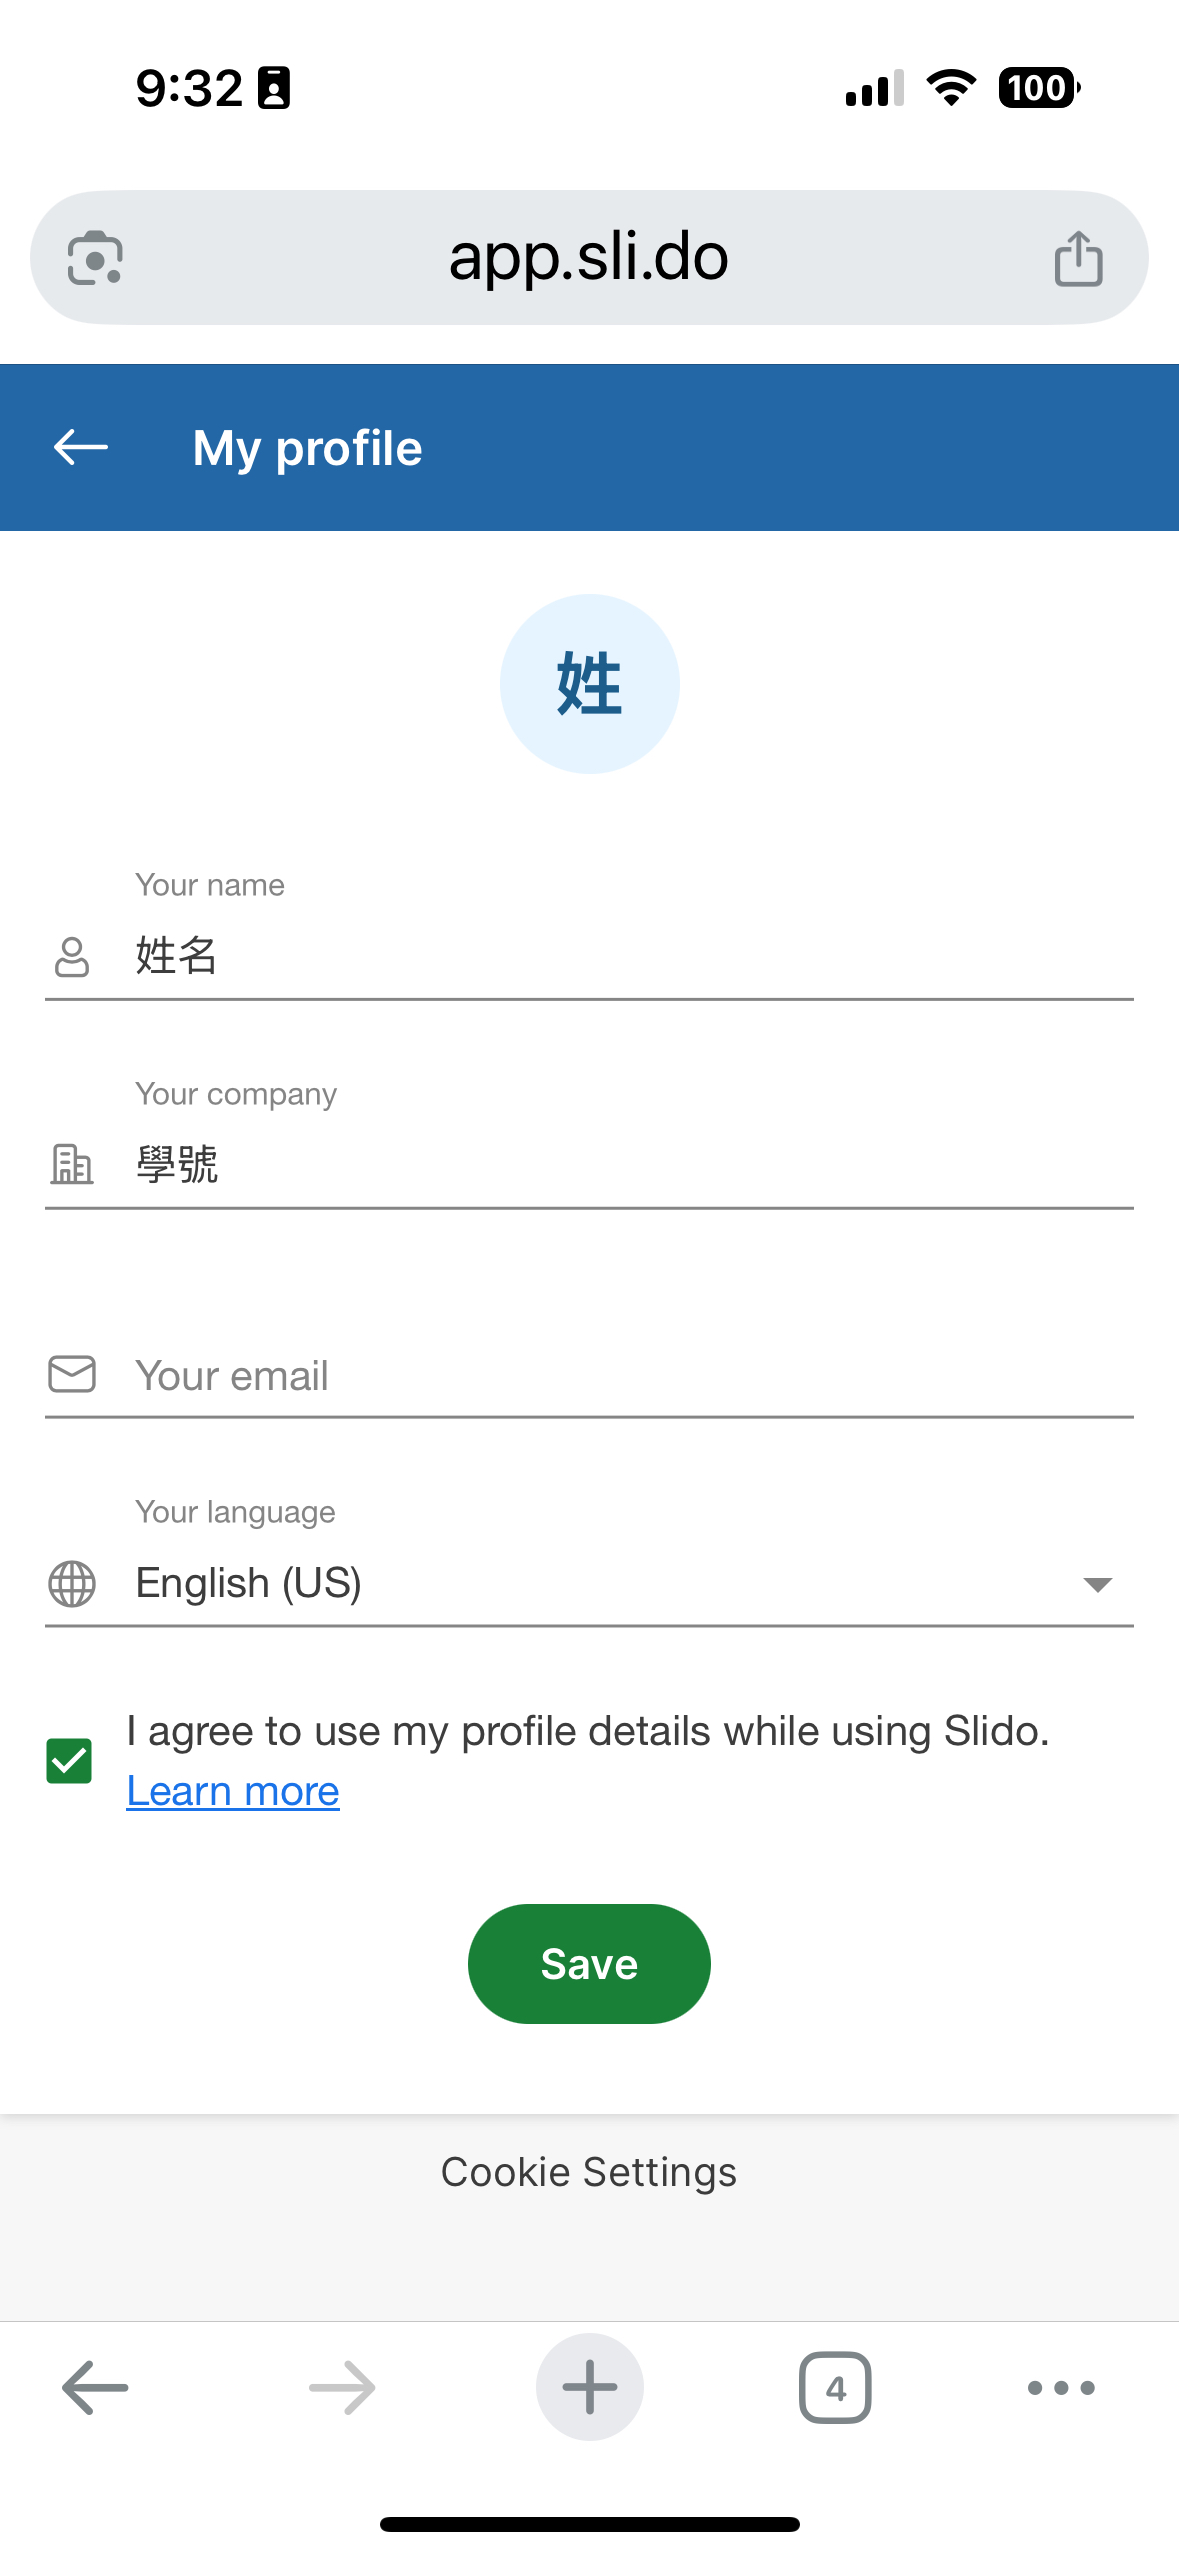 9:32
100
app.sli.do
My profile
姓
Your name
姓名
Your company
學號
Your email
Your language
English (US)
I agree to use my profile details while using Slido.
Learn more
Save
Cookie Settings
4